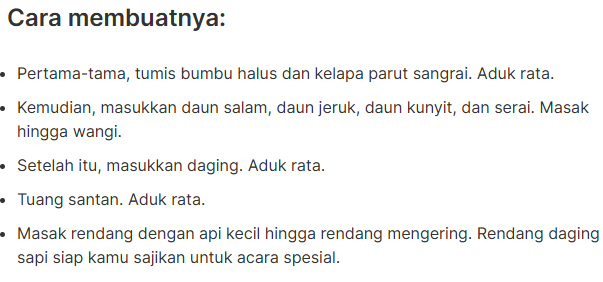 Cara membuatnya:
Pertama-tama, tumis bumbu halus dan kelapa parut sangrai. Aduk rata.
Kemudian, masukkan daun salam, daun jeruk, daun kunyit, dan serai. Masak
hingga wangi.
Setelah itu, masukkan daging. Aduk rata.
Tuang santan. Aduk rata.
Masak rendang dengan api kecil hingga rendang mengering. Rendang daging
sapi siap kamu sajikan untuk acara spesial.